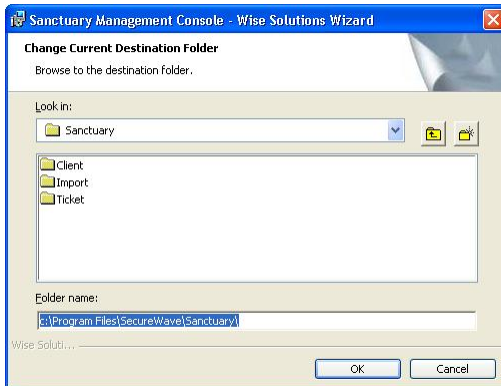 Sanctuary Management Console - Wise Solutions Wizard
Change Current Destination Folder
Browse to the destination folder.
Look in:
Sanctuary
Client
Import
Ticket
Folder name:
c:\Program Files\SecureWave\Sanctuary\
Wise Soluti...
OK Cancel